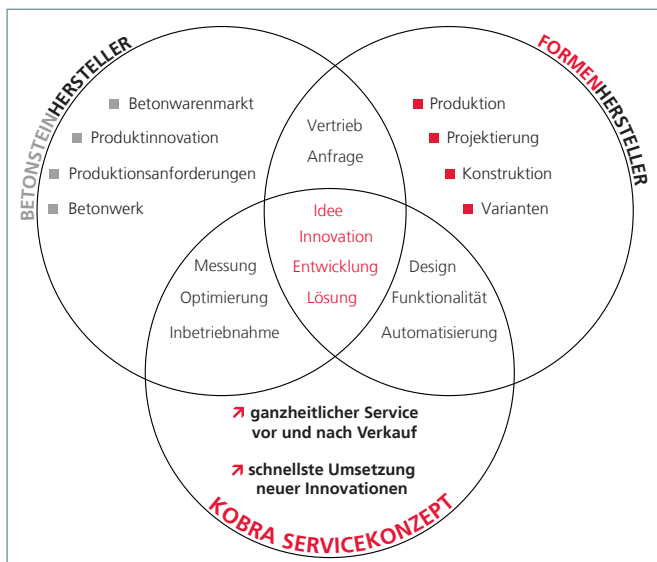 BETONSTEINHERSTELLER
FORMENHERSTELLER
Betonwarenmarkt
Produktinnovation
Produktionsanforderungen
Betonwerk
Vertrieb
Anfrage
Produktion
Projektierung
Konstruktion
Varianten
Idee
Innovation
Entwicklung
Lösung
Messung
Optimierung
Inbetriebnahme
Design
Funktionalität
Automatisierung
ganzheitlicher Service
vor und nach Verkauf
schnellste Umsetzung
neuer Innovationen
KOBRA SERVICEKONZEPT